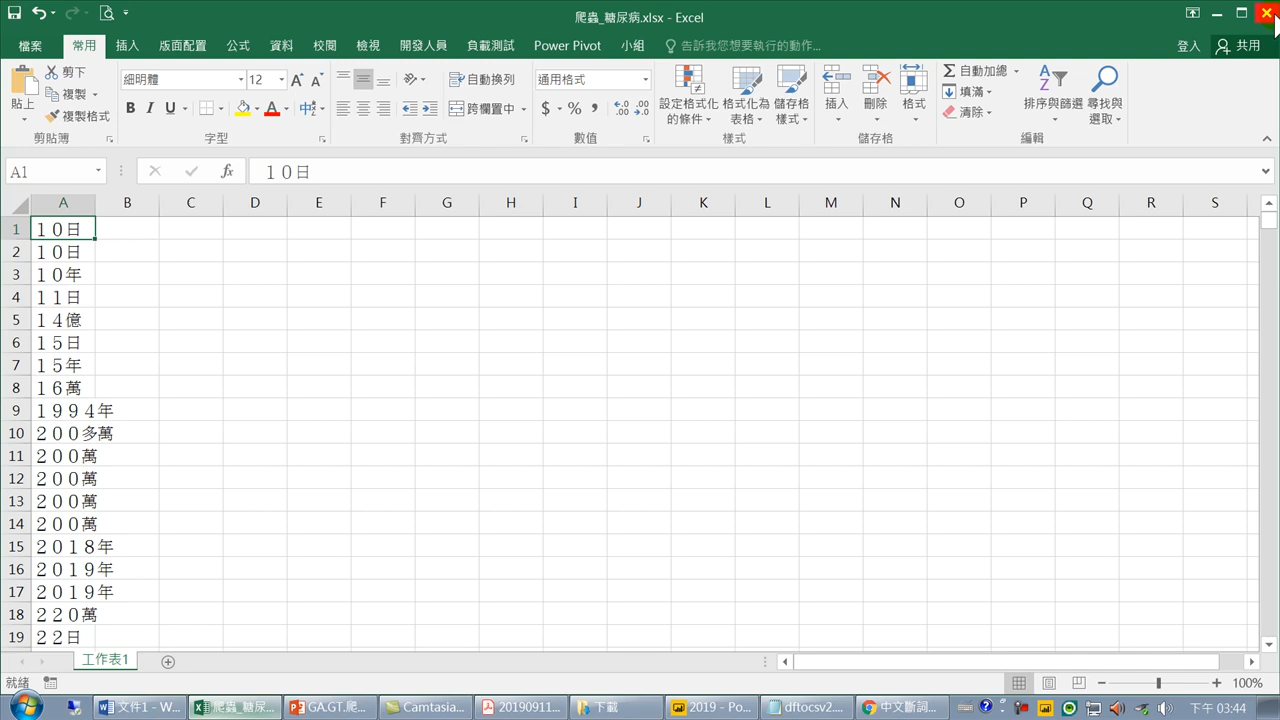 爬蟲_糖尿病.xlsx - Excel
檔案 常用 插入 版面配置 公式 資料 校閱 檢視 開發人員 負載測試 Power Pivot 小組 告訴我您想要執行的動作... 登入 共用
貼上 剪下 複製 複製格式
細明體 12 自動換列 跨欄置中 通用格式
B I U A 中 $ % ,
設定格式化的條件 格式化為表格 儲存格樣式 插入 刪除 格式
自動加總 填滿 清除 排序與篩選 尋找與選取
剪貼簿 字型 對齊方式 數值 樣式 儲存格 編輯
A1 fx １０日
A B C D E F G H I J K L M N O P Q R S
1 １０日
2 １０日
3 １０年
4 １１日
5 １４億
6 １５日
7 １５年
8 １６萬
9 １９９４年
10 ２００多萬
11 ２００萬
12 ２００萬
13 ２００萬
14 ２００萬
15 ２０１８年
16 ２０１９年
17 ２０１９年
18 ２２０萬
19 ２２日
工作表1
就緒 100%
文件1 - W... 爬蟲_糖尿... GA.GT.爬... Camtasi... 20190911... 下載 2019 - Po... dftocsv2... 中文斷詞... 下午 03:44